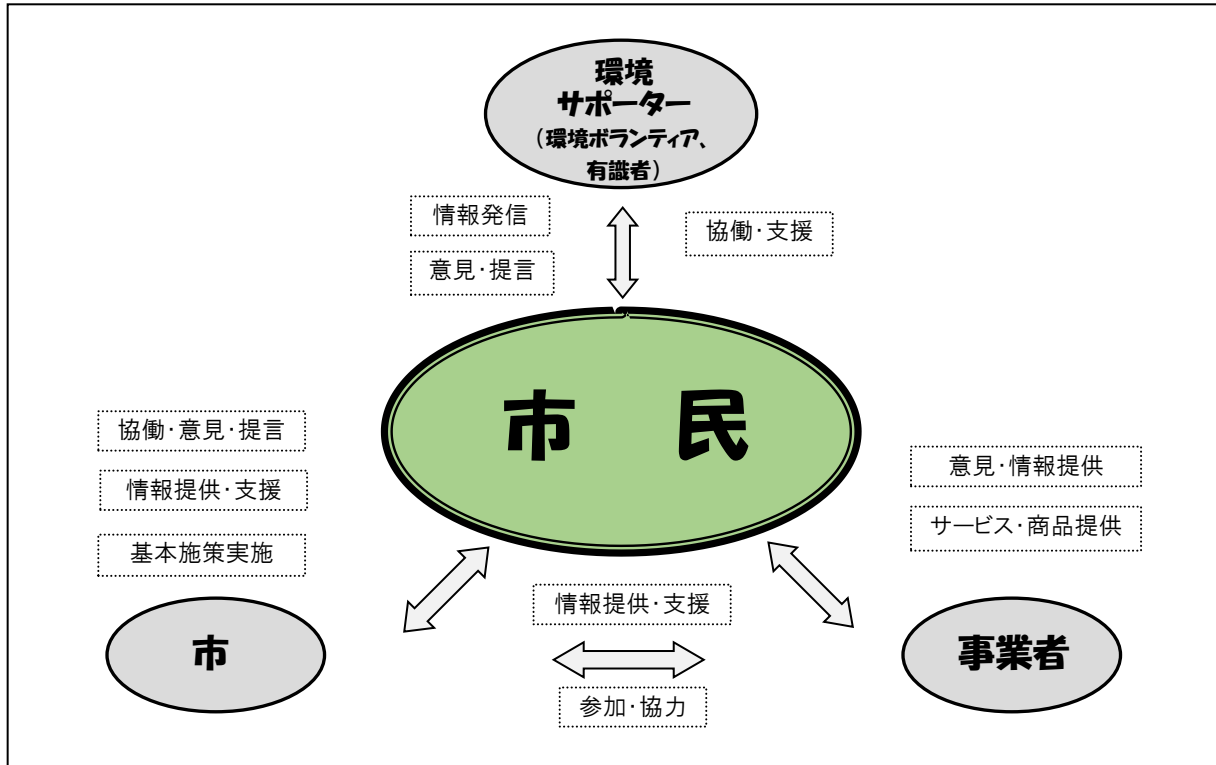 環境
サポーター
(環境ボランティア、
有識者)
情報発信
協働・支援
意見・提言
市　民
協働・意見・提言
情報提供・支援
基本施策実施
意見・情報提供
サービス・商品提供
情報提供・支援
市
事業者
参加・協力